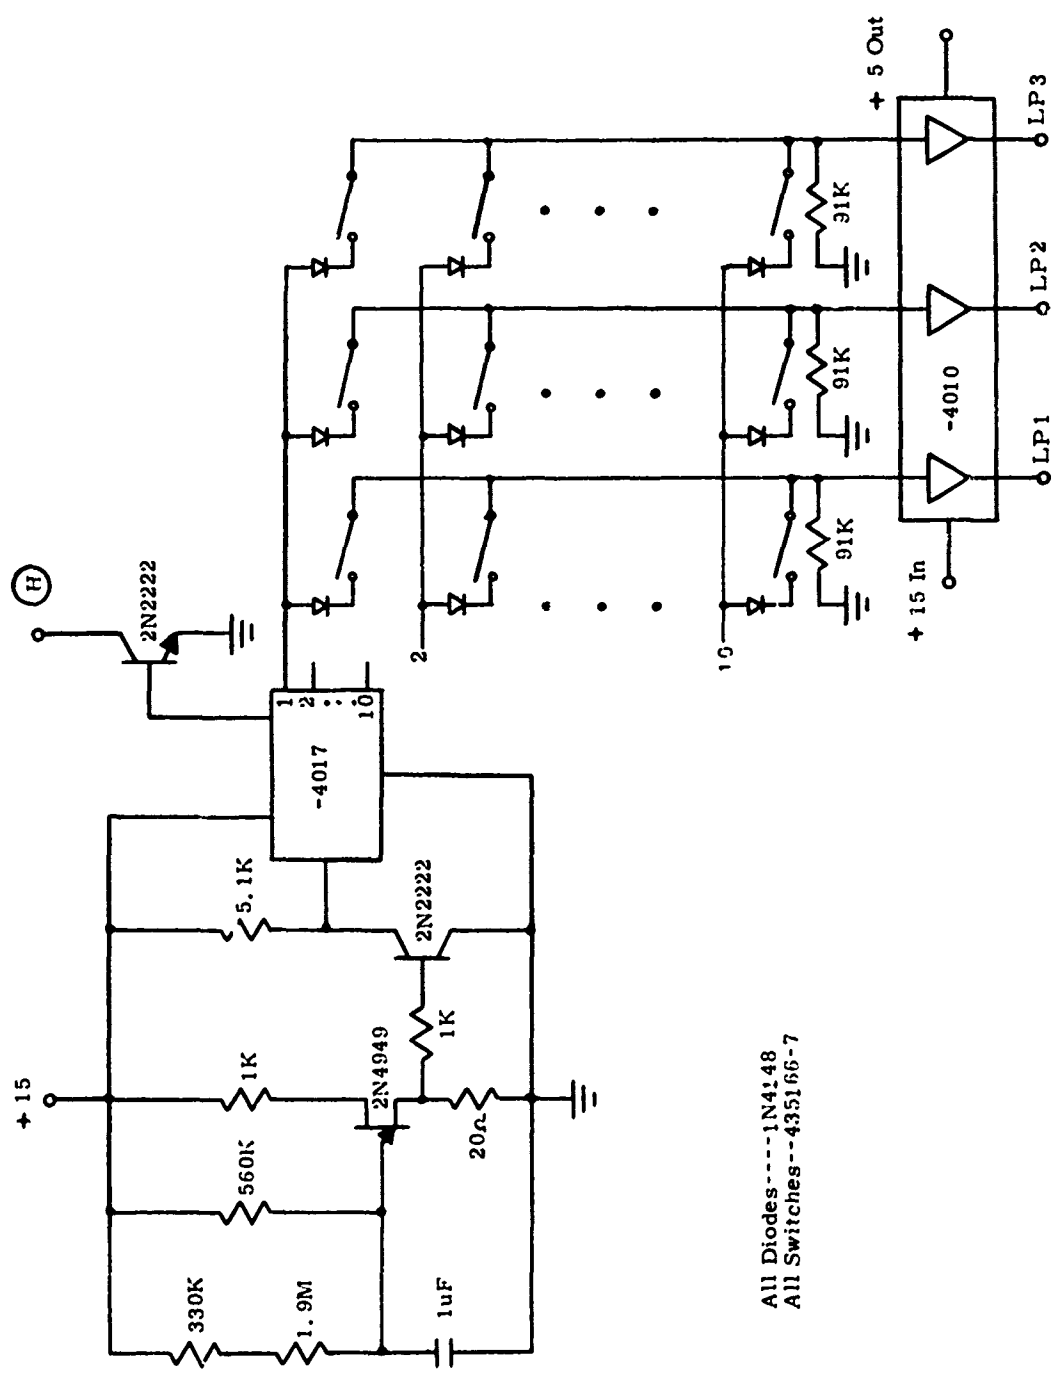 + 15
330K
1.9M
560K
1uF
1K
2N4949
20Ω
1K
5.1K
2N2222
-4017
1
2
10
2N2222
H
2
10
91K
91K
91K
+ 15 In
-4010
+ 5 Out
LP1
LP2
LP3
All Diodes----1N4148
All Switches--435166-7